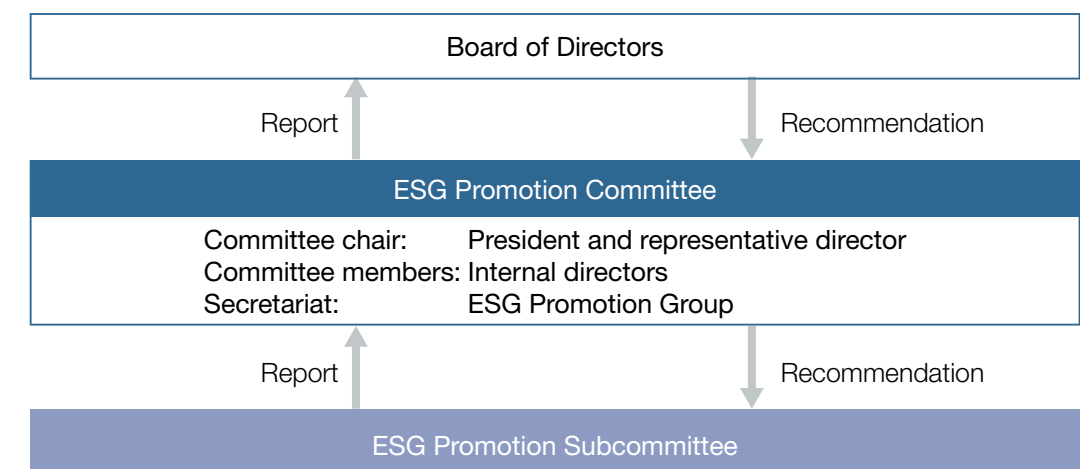 Board of Directors
Report
Recommendation
ESG Promotion Committee
Committee chair: President and representative director
Committee members: Internal directors
Secretariat: ESG Promotion Group
Report
Recommendation
ESG Promotion Subcommittee